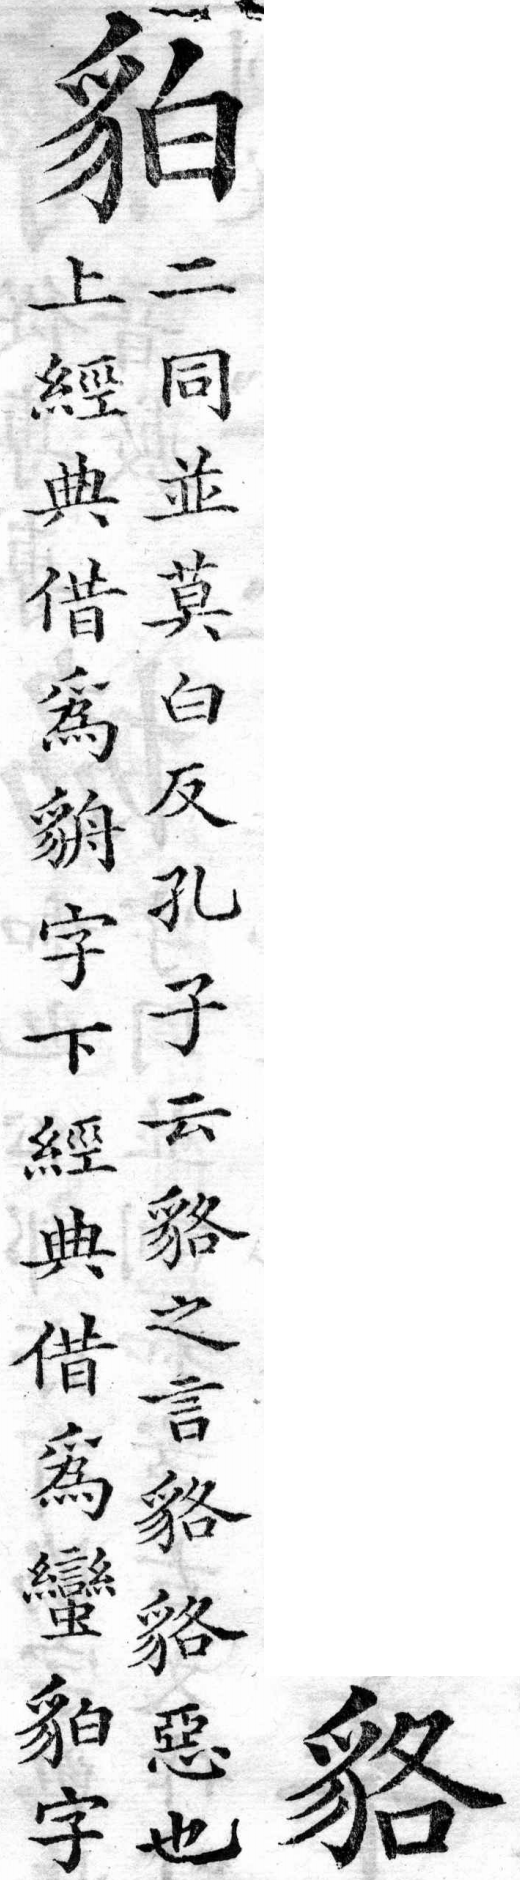 貉
貊
二同並莫白反孔子云貉之言貉貉惡也
上經典借爲貈字下經典借爲蠻貊字